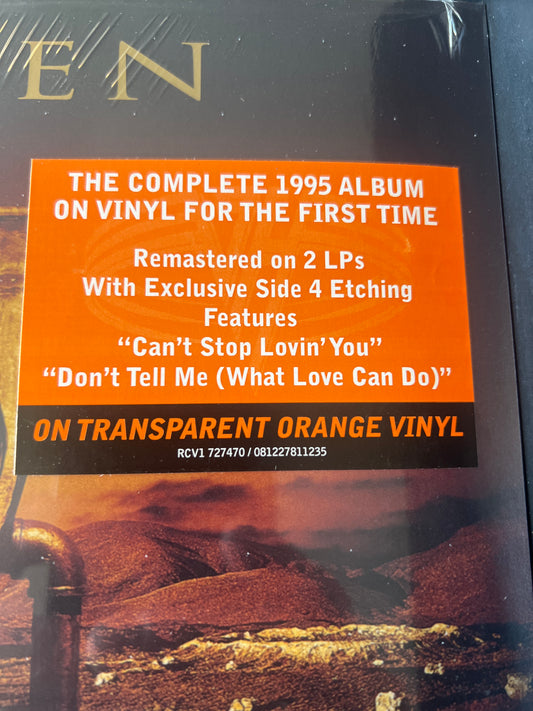 EN
THE COMPLETE 1995 ALBUM
ON VINYL FOR THE FIRST TIME
Remastered on 2 LPs
With Exclusive Side 4 Etching
Features
“Can’t Stop Lovin’ You”
“Don’t Tell Me (What Love Can Do)”
ON TRANSPARENT ORANGE VINYL
RCV1 727470 / 081227811235